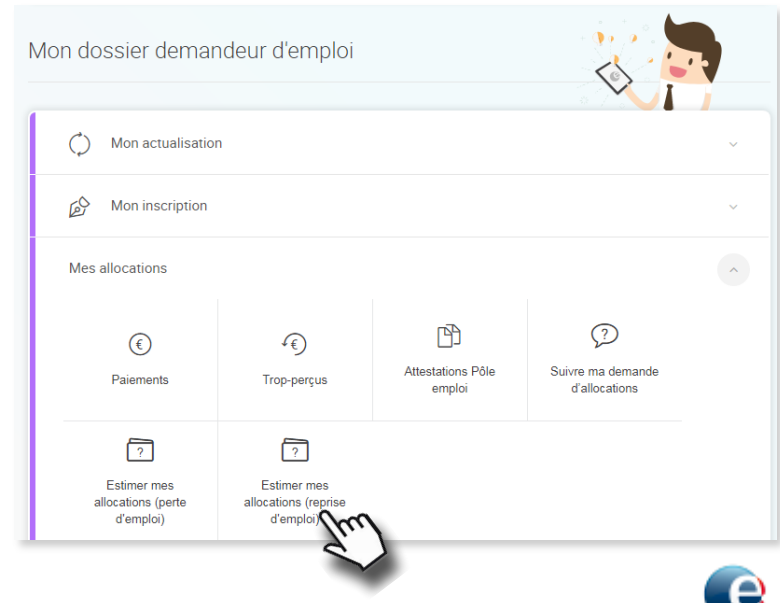 Mon dossier demandeur d'emploi
Mon actualisation
Mon inscription
Mes allocations
Paiements
Trop-perçus
Attestations Pôle
emploi
Suivre ma demande
d'allocations
Estimer mes
allocations (perte
d'emploi)
Estimer mes
allocations (reprise
d'emploi)